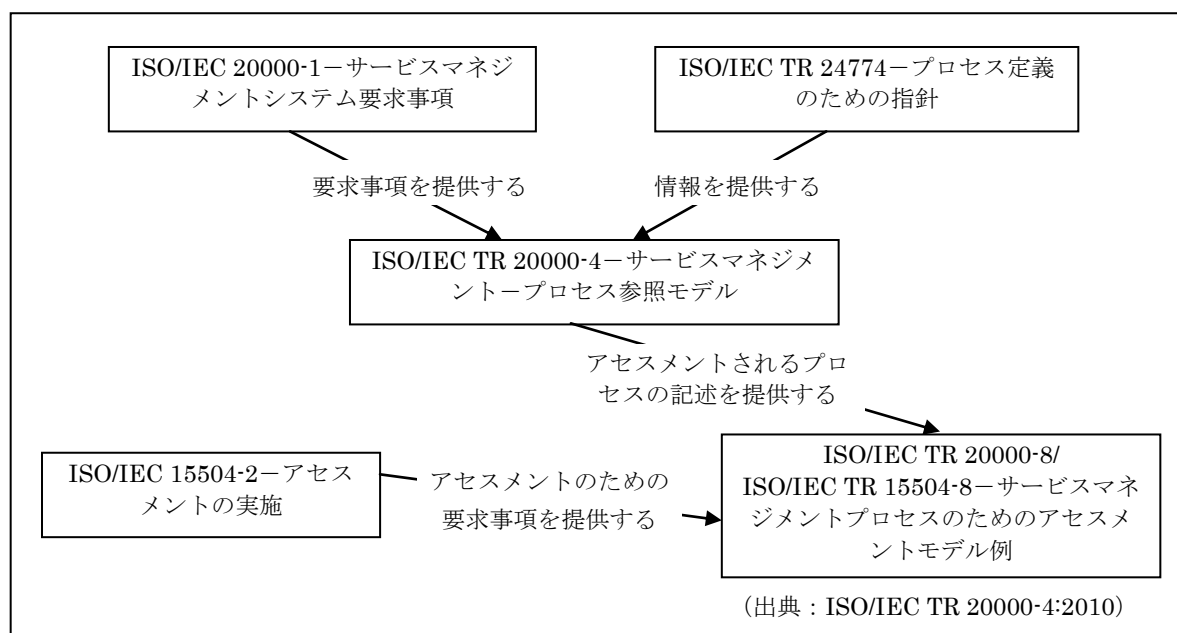 ISO/IEC 20000-1－サービスマネジ
メントシステム要求事項
ISO/IEC TR 24774－プロセス定義
のための指針
要求事項を提供する
情報を提供する
ISO/IEC TR 20000-4－サービスマネジメ
ント－プロセス参照モデル
アセスメントされるプロ
セスの記述を提供する
ISO/IEC 15504-2－アセス
メントの実施
アセスメントのための
要求事項を提供する
ISO/IEC TR 20000-8/
ISO/IEC TR 15504-8－サービスマネ
ジメントプロセスのためのアセスメ
ントモデル例
（出典：ISO/IEC TR 20000-4:2010）